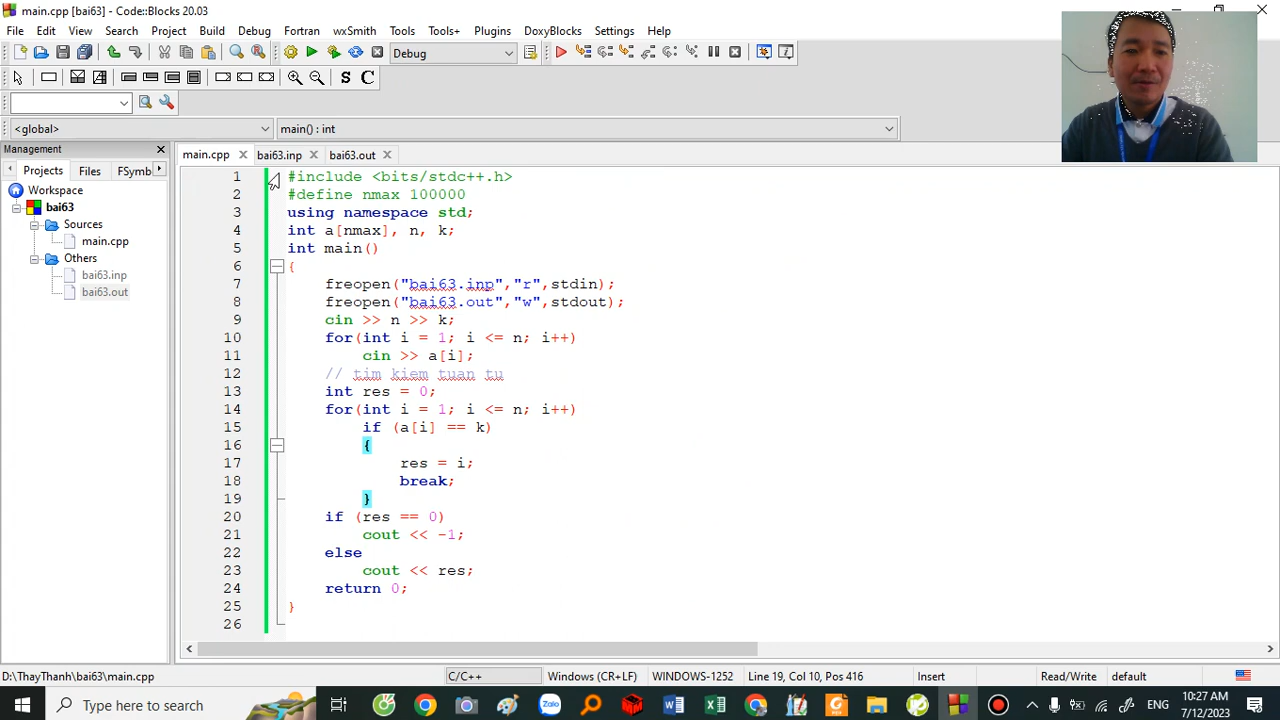 main.cpp [bai63] - Code::Blocks 20.03
File Edit View Search Project Build Debug Fortran wxSmith Tools Tools+ Plugins DoxyBlocks Settings Help
Debug
S C
<global> main() : int
Management
main.cpp bai63.inp bai63.out
Projects Files FSymb
Workspace
bai63
Sources
main.cpp
Others
bai63.inp
bai63.out
1 #include <bits/stdc++.h>
2 #define nmax 100000
3 using namespace std;
4 int a[nmax], n, k;
5 int main()
6 {
7 freopen("bai63.inp","r",stdin);
8 freopen("bai63.out","w",stdout);
9 cin >> n >> k;
10 for(int i = 1; i <= n; i++)
11 cin >> a[i];
12 // tim kiem tuan tu
13 int res = 0;
14 for(int i = 1; i <= n; i++)
15 if (a[i] == k)
16 {
17 res = i;
18 break;
19 }
20 if (res == 0)
21 cout << -1;
22 else
23 cout << res;
24 return 0;
25 }
26
D:\ThayThanh\bai63\main.cpp C/C++ Windows (CR+LF) WINDOWS-1252 Line 19, Col 10, Pos 416 Insert Read/Write default
Type here to search Zalo ENG 10:27 AM
7/12/2023